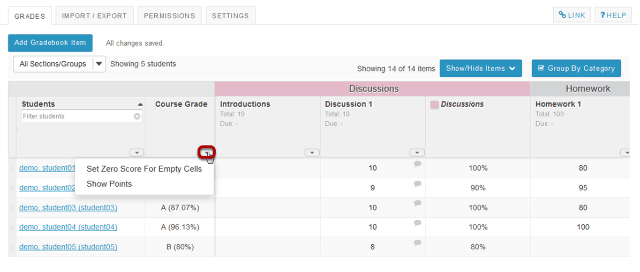 GRADES IMPORT / EXPORT PERMISSIONS SETTINGS LINK ? HELP
Add Gradebook Item All changes saved.
All Sections/Groups Showing 5 students Showing 14 of 14 items Show/Hide Items Group By Category
Discussions Homework
Students Course Grade Introductions Discussion 1 Discussions Homework 1
Filter students Total: 10 Total: 10 Total: 100
Due: - Due: - Due: -
demo, student01 10 100% 80
Set Zero Score For Empty Cells
Show Points
demo, student02 9 90% 95
demo, student03 (student03) A (87.07%) 10 100% 80
demo, student04 (student04) A (96.13%) 10 100% 100
demo, student05 (student05) B (80%) 8 80%